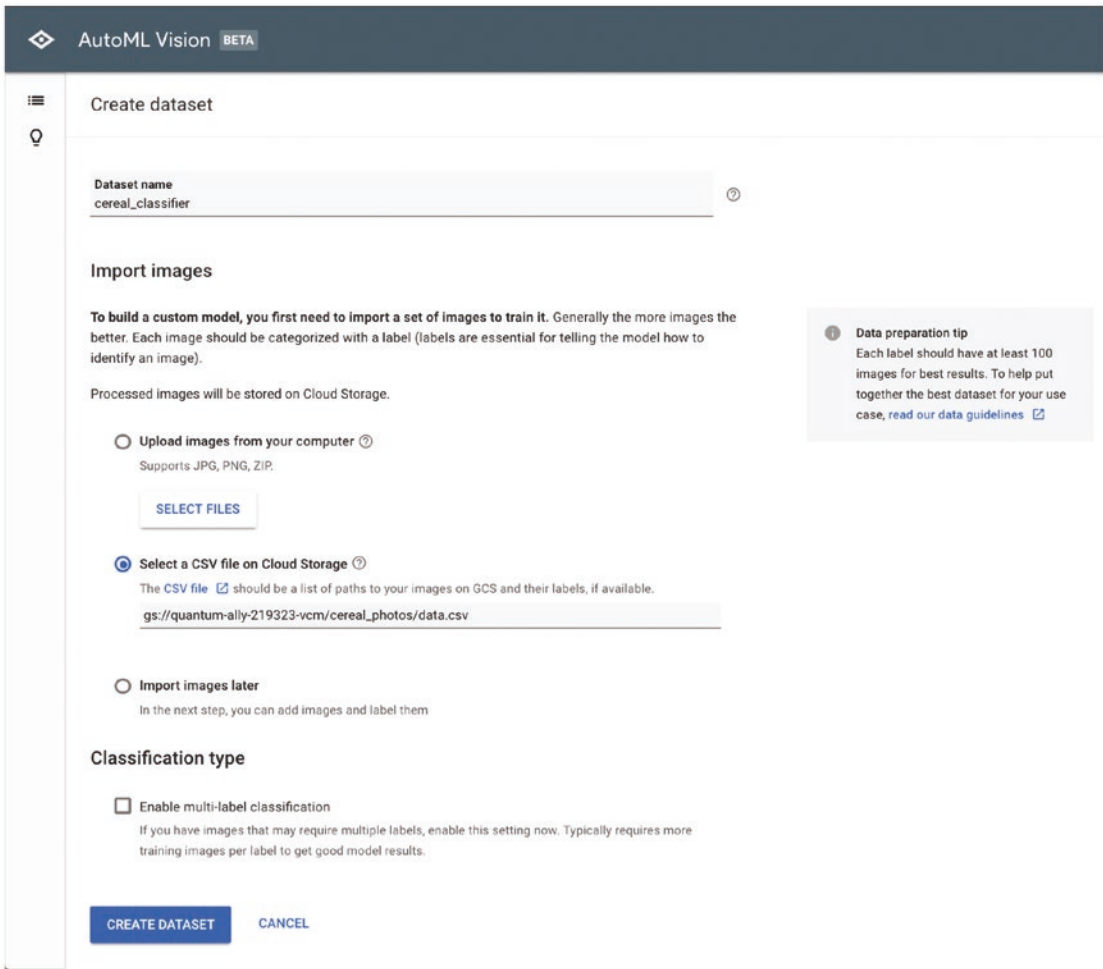 AutoML Vision BETA
Create dataset
Dataset name
cereal_classifier
Import images
To build a custom model, you first need to import a set of images to train it. Generally the more images the
better. Each image should be categorized with a label (labels are essential for telling the model how to
identify an image).
Processed images will be stored on Cloud Storage.
Data preparation tip
Each label should have at least 100
images for best results. To help put
together the best dataset for your use
case, read our data guidelines
Upload images from your computer
Supports JPG, PNG, ZIP.
SELECT FILES
Select a CSV file on Cloud Storage
The CSV file should be a list of paths to your images on GCS and their labels, if available.
gs://quantum-ally-219323-vcm/cereal_photos/data.csv
Import images later
In the next step, you can add images and label them
Classification type
Enable multi-label classification
If you have images that may require multiple labels, enable this setting now. Typically requires more
training images per label to get good model results.
CREATE DATASET CANCEL